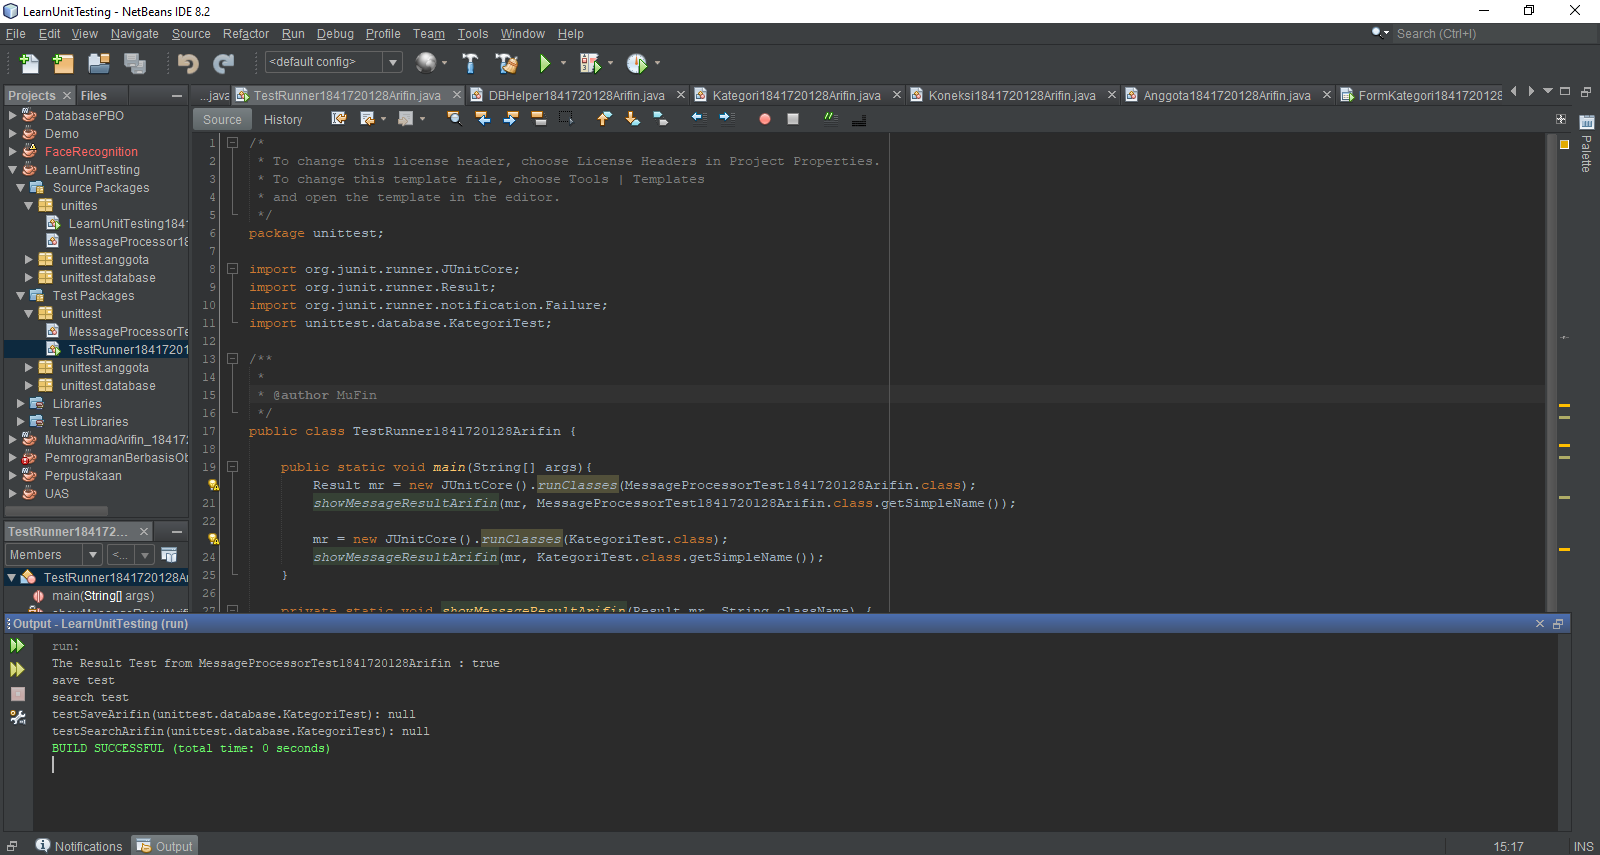 LearnUnitTesting - NetBeans IDE 8.2
File Edit View Navigate Source Refactor Run Debug Profile Team Tools Window Help
Search (Ctrl+I)
<default config>
Projects Files
...java TestRunner1841720128Arifin.java DBHelper1841720128Arifin.java Kategori1841720128Arifin.java Koneksi1841720128Arifin.java Anggota1841720128Arifin.java FormKategori184172012
Source History
Palette
DatabasePBO
Demo
FaceRecognition
LearnUnitTesting
Source Packages
unittes
LearnUnitTesting184
MessageProcessor18
unittest.anggota
unittest.database
Test Packages
unittest
MessageProcessorTe
TestRunner1841720
unittest.anggota
unittest.database
Libraries
Test Libraries
MukhammadArifin_18417
PemrogramanBerbasisOb
Perpustakaan
UAS
1 /*
2 * To change this license header, choose License Headers in Project Properties.
3 * To change this template file, choose Tools | Templates
4 * and open the template in the editor.
5 */
6 package unittest;
7
8 import org.junit.runner.JUnitCore;
9 import org.junit.runner.Result;
10 import org.junit.runner.notification.Failure;
11 import unittest.database.KategoriTest;
12
13 /**
14 *
15 * @author MuFin
16 */
17 public class TestRunner1841720128Arifin {
18
19 public static void main(String[] args){
Result mr = new JUnitCore().runClasses(MessageProcessorTest1841720128Arifin.class);
21 showMessageResultArifin(mr, MessageProcessorTest1841720128Arifin.class.getSimpleName());
22
mr = new JUnitCore().runClasses(KategoriTest.class);
24 showMessageResultArifin(mr, KategoriTest.class.getSimpleName());
25 }
26
27 private static void showMessageResultArifin(Result mr, String className) {
TestRunner184172...
Members <...
TestRunner1841720128A
main(String[] args)
Output - LearnUnitTesting (run)
run:
The Result Test from MessageProcessorTest1841720128Arifin : true
save test
search test
testSaveArifin(unittest.database.KategoriTest): null
testSearchArifin(unittest.database.KategoriTest): null
BUILD SUCCESSFUL (total time: 0 seconds)
Notifications Output
15:17 INS